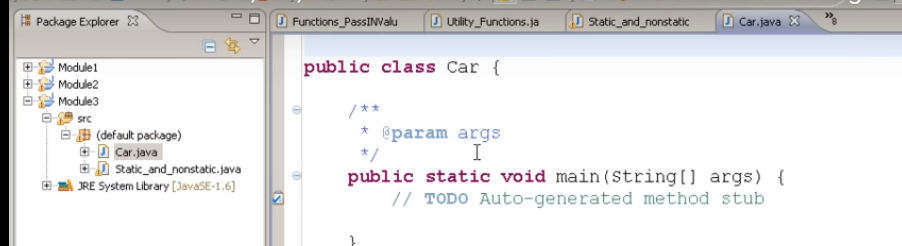 Package Explorer
Functions_PassINValu
Utility_Functions.ja
Static_and_nonstatic
Car.java
»8
Module1
Module2
Module3
src
(default package)
Car.java
Static_and_nonstatic.java
JRE System Library [JavaSE-1.6]
public class Car {
/**
* @param args
*/
public static void main(String[] args) {
// TODO Auto-generated method stub
}